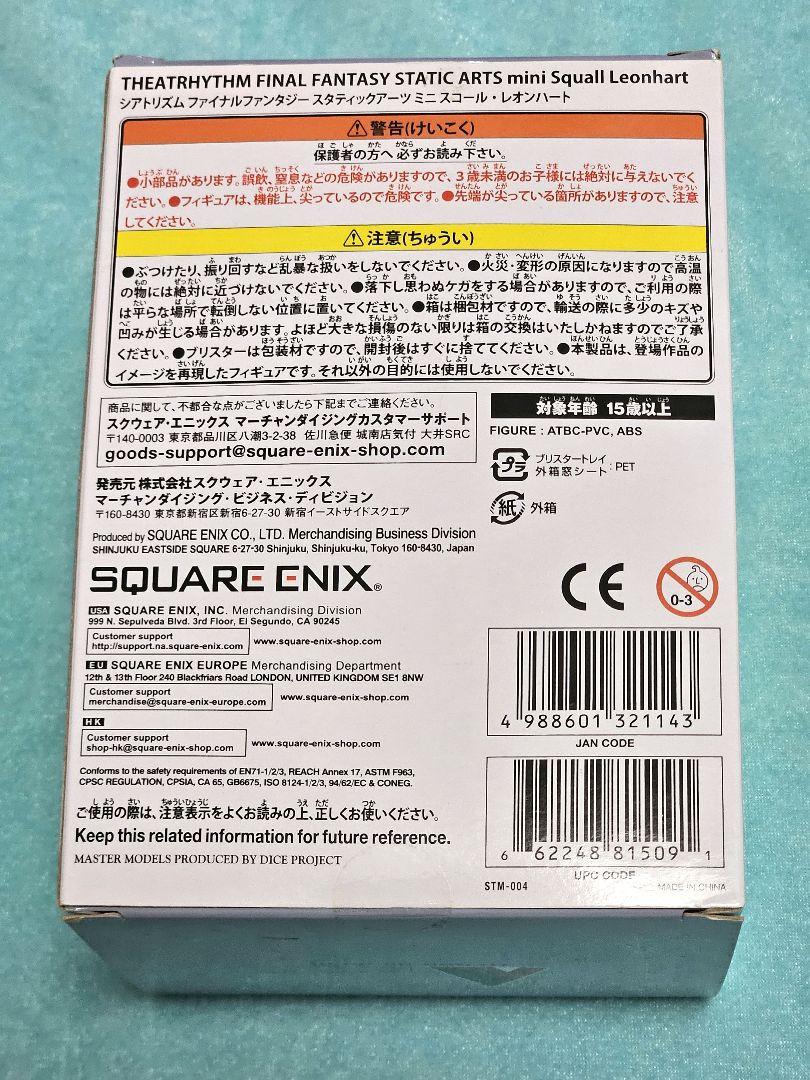 THEATRHYTHM FINAL FANTASY STATIC ARTS mini Squall Leonhart
シアトリズム ファイナルファンタジー スタティックアーツ ミニ スコール・レオンハート
⚠警告(けいこく)
保護者の方へ必ずお読み下さい。
●小部品があります。誤飲、窒息などの危険がありますので、3歳未満のお子様には絶対に与えないでく
ださい。●フィギュアは、機能上、尖っているので危険です。●先端が尖っている箇所がありますので、注意
してください。
⚠注意(ちゅうい)
●ぶつけたり、振り回すなど乱暴な扱いをしないでください。●火災・変形の原因になりますので高温
の物には絶対に近づけないでください。●落下し思わぬケガをする場合がありますので、ご利用の際
は平らな場所で転倒しない位置に置いてください。●箱は梱包材ですので、輸送の際に多少のキズや
凹みが生じる場合があります。よほど大きな損傷のない限りは箱の交換はいたしかねますのでご了承
ください。●ブリスターは包装材ですので、開封後はすぐに捨ててください。●本製品は、登場作品の
イメージを再現したフィギュアです。それ以外の目的には使用しないでください。
商品に関して、不都合な点がございましたら下記までご連絡ください。
スクウェア・エニックス マーチャンダイジングカスタマーサポート
〒140-0003 東京都品川区八潮3-2-38 佐川急便 城南店気付 大井SRC
goods-support@square-enix-shop.com
対象年齢 15歳以上
FIGURE : ATBC-PVC, ABS
プラ
ブリスタートレイ
外箱窓シート : PET
紙 外箱
発売元 株式会社スクウェア・エニックス
マーチャンダイジング・ビジネス・ディビジョン
〒160-8430 東京都新宿区新宿6-27-30 新宿イーストサイドスクエア
Produced by SQUARE ENIX CO., LTD. Merchandising Business Division
SHINJUKU EASTSIDE SQUARE 6-27-30 Shinjuku, Shinjuku-ku, Tokyo 160-8430, Japan
SQUARE ENIX®
CE
0-3
USA SQUARE ENIX, INC. Merchandising Division
999 N. Sepulveda Blvd. 3rd Floor, El Segundo, CA 90245
Customer support
http://support.na.square-enix.com
www.square-enix-shop.com
EU SQUARE ENIX EUROPE Merchandising Department
12th & 13th Floor 240 Blackfriars Road LONDON, UNITED KINGDOM SE1 8NW
Customer support
merchandise@square-enix-europe.com
www.square-enix-shop.com
HK
Customer support
shop-hk@square-enix-shop.com
www.square-enix-shop.com
4 988601 321143
JAN CODE
Conforms to the safety requirements of EN71-1/2/3, REACH Annex 17, ASTM F963,
CPSC REGULATION, CPSIA, CA 65, GB6675, ISO 8124-1/2/3, 94/62/EC & CONEG.
ご使用の際は、注意表示をよくお読みの上、正しくお使いください。
Keep this related information for future reference.
MASTER MODELS PRODUCED BY DICE PROJECT
6 62248 81509 1
UPC CODE
STM-004
MADE IN CHINA